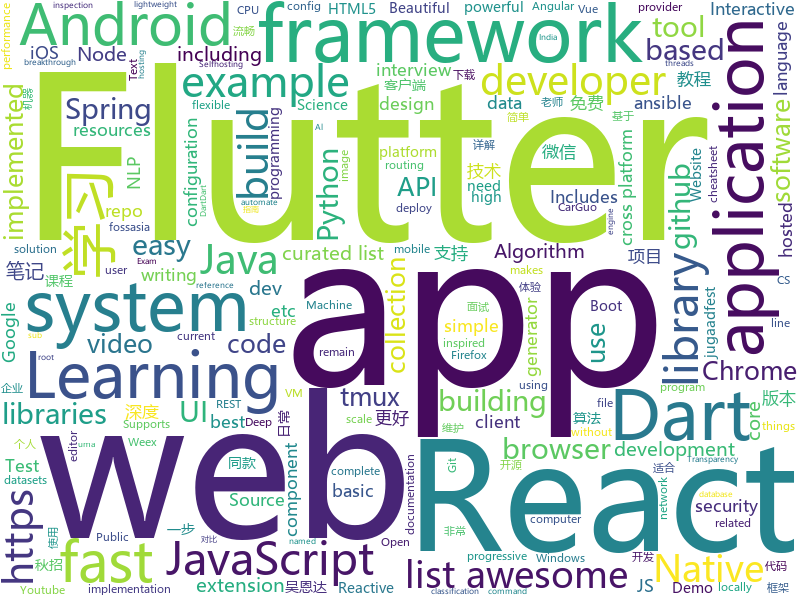 Flutter
app
web
React
framework
application
system
Learning
Android
developer
Dart
library
JavaScript
example
build
Java
fast
学习
Native
https
list awesome
software
tool
browser
code
Python
API
UI
libraries
building
video
easy
Spring
github
Chrome
implemented
iOS
Node
including
interview
based
Interactive
HTML5
Beautiful
config
CPU
hosting
流畅
breakthrough
inspection
lightweight
Text
performance
India
powerful
Angular
Vue
provider
ansible
教程
客户端
免费
下载
老师
简单
基于
详解
Science
design
data
flexible
configuration
resources
NLP
programming
image
platform
routing
deploy
need
high
微信
技术
cross platform
Website
cheatsheet
language
Includes
CarGuo
hosted
Algorithm
支持
项目
repo
fossasia
curated list
collection
笔记
课程
writing
user
solution
Google
dev
etc
Machine
structure
current
simple
Boot
体验
面试
inspired
Firefox
generator
use
jugaadfest
CS
line
root
reference
program
remain
tmux
best
更好
日常
core
版本
企业
深度
client
component
算法
file
without
using
editor
Supports
个人
sub
basic
documentation
development
REST
VM
scale
Git
维护
complete
开源
适合
things
Transparency
Test
同款
Source
network
database
datasets
一步
Weex
extension
吴恩达
Deep
Open
computer
progressive
security
related
Public
使用
秋招
Reactive
JS
Demo
locally
Youtube
implementation
Windows
非常
开发
代码
框架
classification
command
named
对比
AI
DartDart
automate
Exam
Selfhosting
mobile
engine
threads
makes
uma
机器